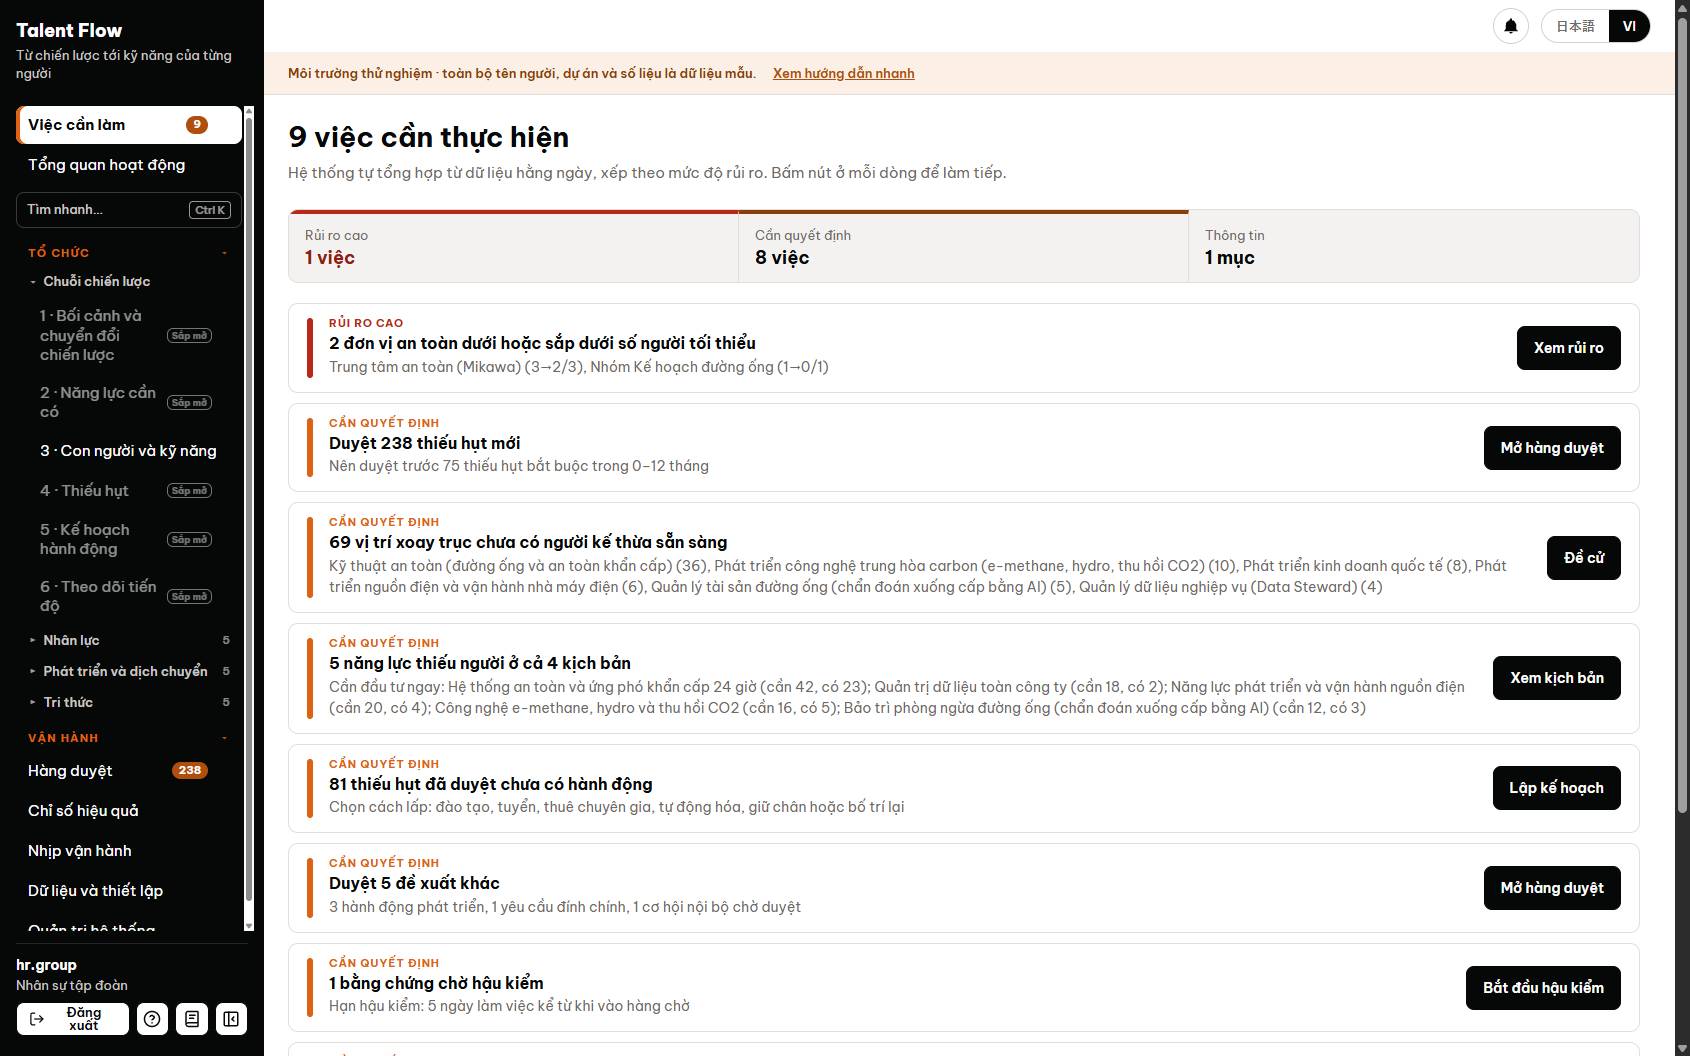 Talent Flow
Từ chiến lược tới kỹ năng của từng
người
Việc cần làm 9
Tổng quan hoạt động
Tìm nhanh... Ctrl K
TỔ CHỨC
Chuỗi chiến lược
1 · Bối cảnh và
chuyển đổi
chiến lược
Sắp mở
2 · Năng lực cần
có
Sắp mở
3 · Con người và kỹ năng
4 · Thiếu hụt Sắp mở
5 · Kế hoạch
hành động
Sắp mở
6 · Theo dõi tiến
độ
Sắp mở
Nhân lực 5
Phát triển và dịch chuyển 5
Tri thức 5
VẬN HÀNH
Hàng duyệt 238
Chỉ số hiệu quả
Nhịp vận hành
Dữ liệu và thiết lập
Quản trị hệ thống
hr.group
Nhân sự tập đoàn
Đăng
xuất
日本語 VI
Môi trường thử nghiệm · toàn bộ tên người, dự án và số liệu là dữ liệu mẫu. Xem hướng dẫn nhanh
9 việc cần thực hiện
Hệ thống tự tổng hợp từ dữ liệu hằng ngày, xếp theo mức độ rủi ro. Bấm nút ở mỗi dòng để làm tiếp.
Rủi ro cao
1 việc
Cần quyết định
8 việc
Thông tin
1 mục
RỦI RO CAO
2 đơn vị an toàn dưới hoặc sắp dưới số người tối thiểu
Trung tâm an toàn (Mikawa) (3→2/3), Nhóm Kế hoạch đường ống (1→0/1)
Xem rủi ro
CẦN QUYẾT ĐỊNH
Duyệt 238 thiếu hụt mới
Nên duyệt trước 75 thiếu hụt bắt buộc trong 0–12 tháng
Mở hàng duyệt
CẦN QUYẾT ĐỊNH
69 vị trí xoay trục chưa có người kế thừa sẵn sàng
Kỹ thuật an toàn (đường ống và an toàn khẩn cấp) (36), Phát triển công nghệ trung hòa carbon (e-methane, hydro, thu hồi CO2) (10), Phát triển kinh doanh quốc tế (8), Phát
triển nguồn điện và vận hành nhà máy điện (6), Quản lý tài sản đường ống (chẩn đoán xuống cấp bằng AI) (5), Quản lý dữ liệu nghiệp vụ (Data Steward) (4)
Đề cử
CẦN QUYẾT ĐỊNH
5 năng lực thiếu người ở cả 4 kịch bản
Cần đầu tư ngay: Hệ thống an toàn và ứng phó khẩn cấp 24 giờ (cần 42, có 23); Quản trị dữ liệu toàn công ty (cần 18, có 2); Năng lực phát triển và vận hành nguồn điện
(cần 20, có 4); Công nghệ e-methane, hydro và thu hồi CO2 (cần 16, có 5); Bảo trì phòng ngừa đường ống (chẩn đoán xuống cấp bằng AI) (cần 12, có 3)
Xem kịch bản
CẦN QUYẾT ĐỊNH
81 thiếu hụt đã duyệt chưa có hành động
Chọn cách lấp: đào tạo, tuyển, thuê chuyên gia, tự động hóa, giữ chân hoặc bố trí lại
Lập kế hoạch
CẦN QUYẾT ĐỊNH
Duyệt 5 đề xuất khác
3 hành động phát triển, 1 yêu cầu đính chính, 1 cơ hội nội bộ chờ duyệt
Mở hàng duyệt
CẦN QUYẾT ĐỊNH
1 bằng chứng chờ hậu kiểm
Hạn hậu kiểm: 5 ngày làm việc kể từ khi vào hàng chờ
Bắt đầu hậu kiểm